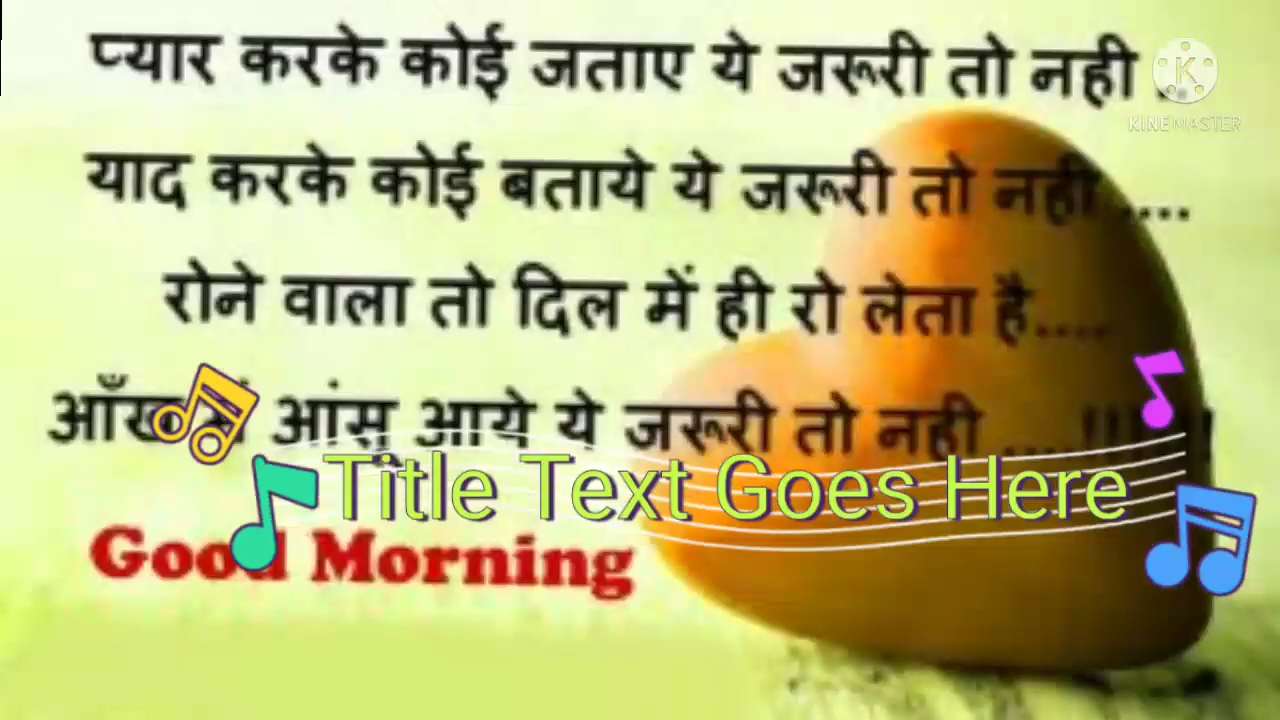 प्यार करके कोई जताए ये जरूरी तो नही .
KINEMASTER
याद करके कोई बताये ये जरूरी तो नही ....
रोने वाला तो दिल में ही रो लेता है....
आँख में आंसू आये ये जरूरी तो नही ....!!!!!
Title Text Goes Here
Good Morning